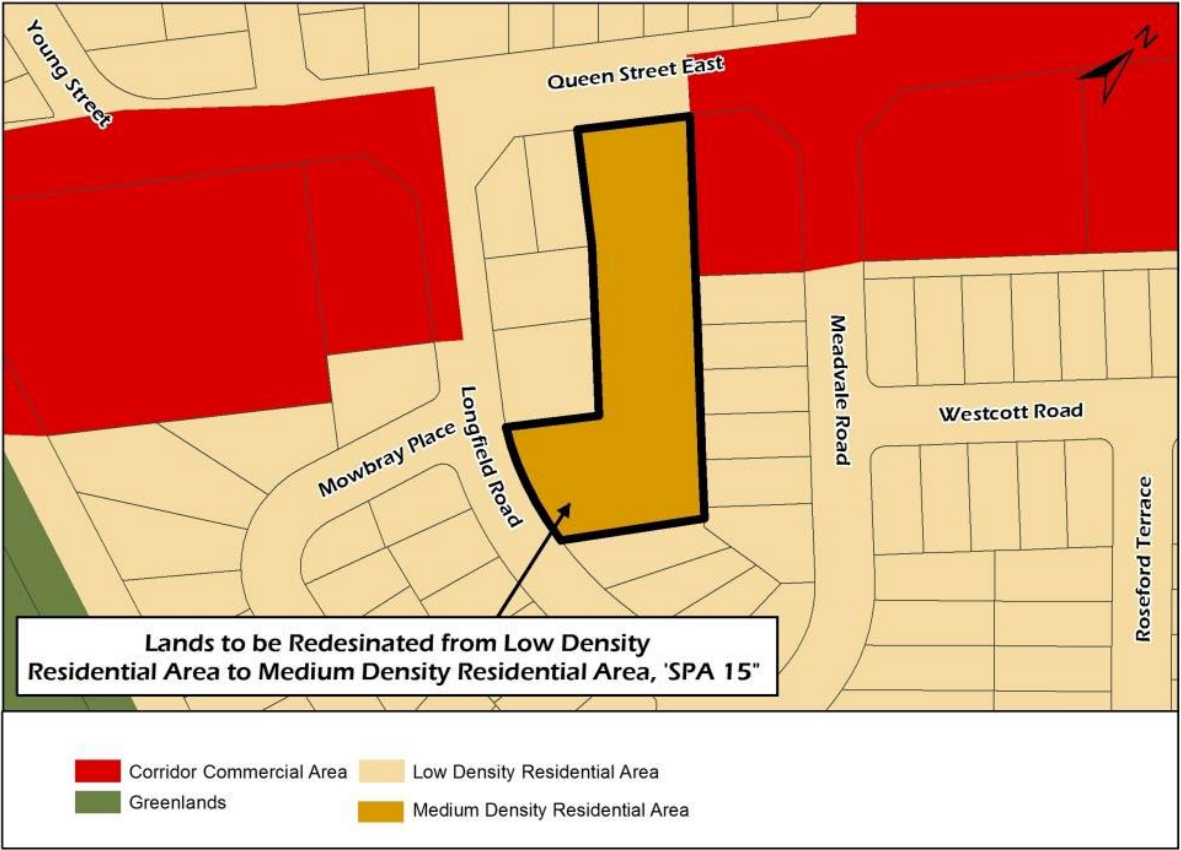 Young Street
Queen Street East
N
Longfield Road
Mowbray Place
Meadvale Road
Westcott Road
Roseford Terrace
Lands to be Redesinated from Low Density
Residential Area to Medium Density Residential Area, 'SPA 15"
Corridor Commercial Area
Low Density Residential Area
Greenlands
Medium Density Residential Area